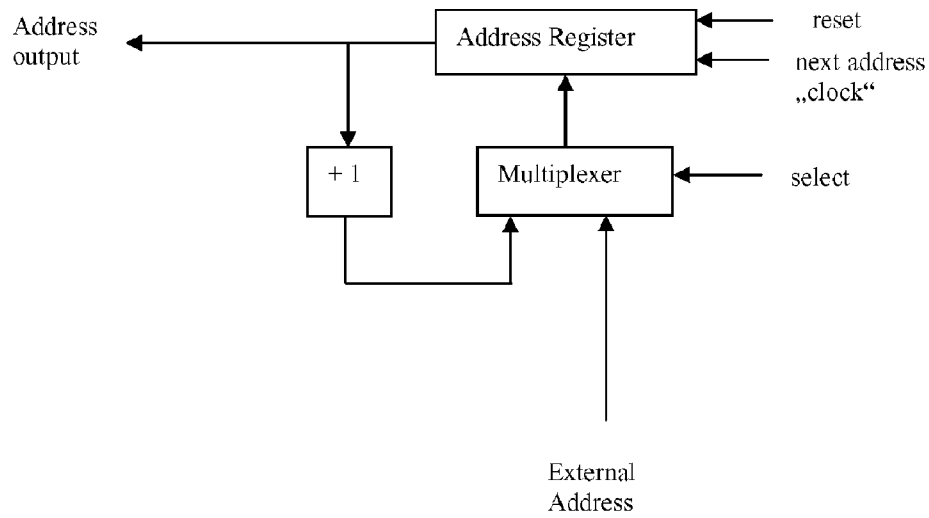 Address
output
Address Register
reset
next address
„clock“
+ 1
Multiplexer
select
External
Address